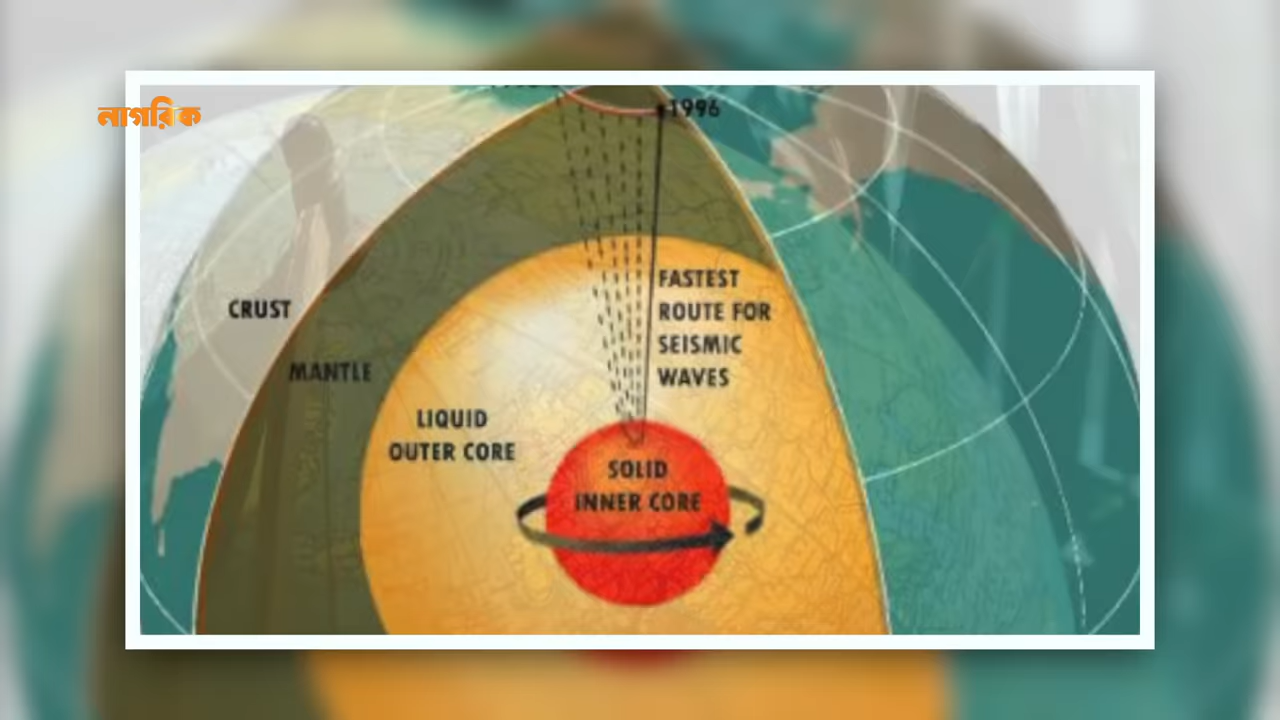 নাগরিক
1996
FASTEST
ROUTE FOR
SEISMIC
WAVES
CRUST
MANTLE
LIQUID
OUTER CORE
SOLID
INNER CORE